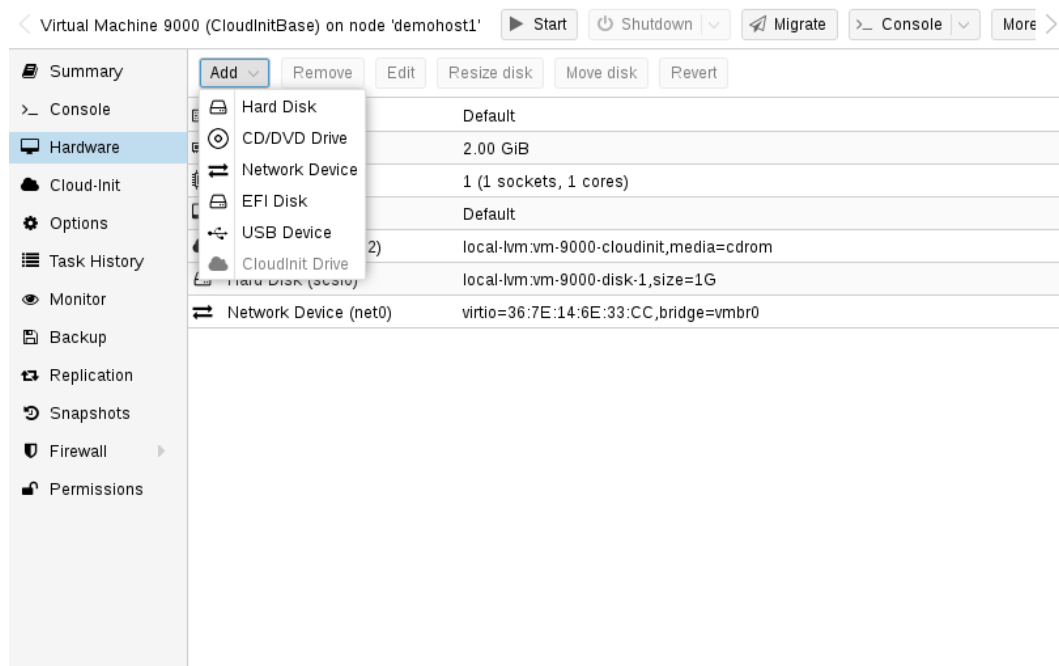 Virtual Machine 9000 (CloudInitBase) on node 'demohost1' Start Shutdown Migrate >_ Console More
Summary
>_ Console
Hardware
Cloud-Init
Options
Task History
Monitor
Backup
Replication
Snapshots
Firewall
Permissions
Add Remove Edit Resize disk Move disk Revert
Hard Disk
CD/DVD Drive
Network Device
EFI Disk
USB Device
CloudInit Drive
Default
2.00 GiB
1 (1 sockets, 1 cores)
Default
2) local-lvm:vm-9000-cloudinit,media=cdrom
Hard Disk (scsi0) local-lvm:vm-9000-disk-1,size=1G
Network Device (net0) virtio=36:7E:14:6E:33:CC,bridge=vmbr0